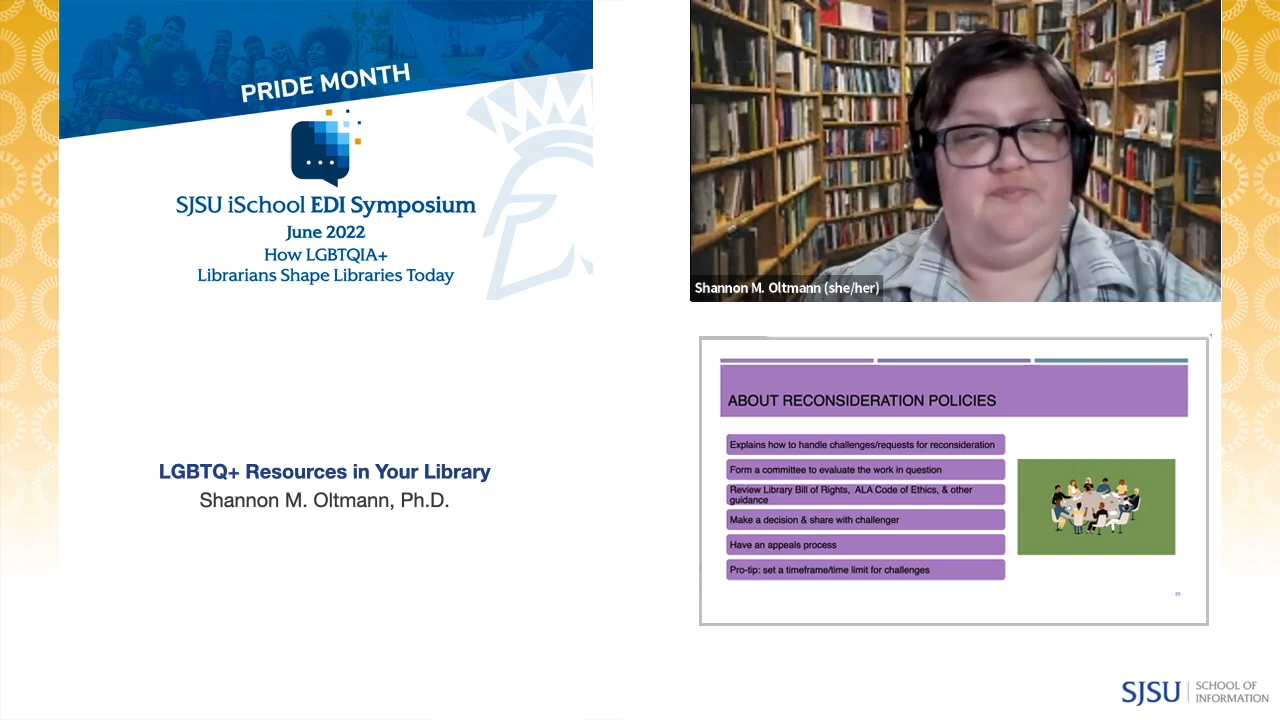 PRIDE MONTH
SJSU iSchool EDI Symposium
June 2022
How LGBTQIA+
Librarians Shape Libraries Today
LGBTQ+ Resources in Your Library
Shannon M. Oltmann, Ph.D.
Shannon M. Oltmann (she/her)
ABOUT RECONSIDERATION POLICIES
Explains how to handle challenges/requests for reconsideration
Form a committee to evaluate the work in question
Review Library Bill of Rights, ALA Code of Ethics, & other
guidance
Make a decision & share with challenger
Have an appeals process
Pro-tip: set a timeframe/time limit for challenges
SJSU SCHOOL OF
INFORMATION